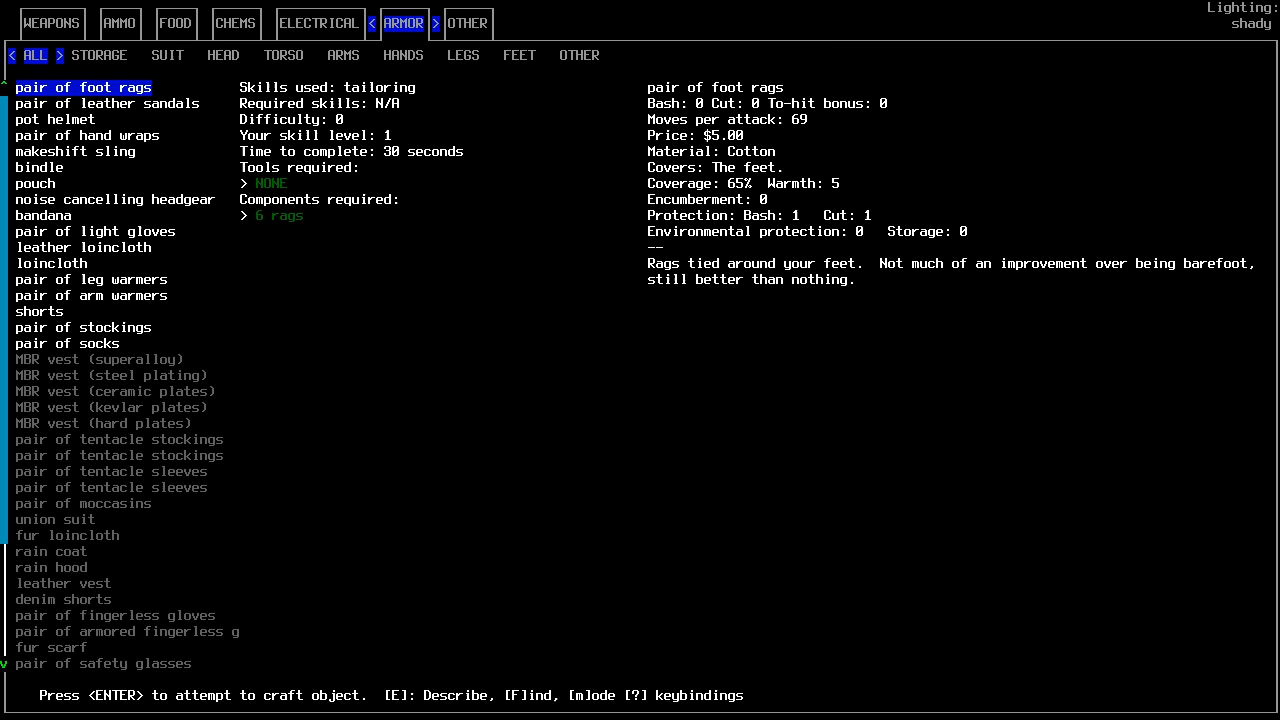 Lighting:
WEAPONS AMMO FOOD CHEMS ELECTRICAL < ARMOR > OTHER shady
< ALL > STORAGE SUIT HEAD TORSO ARMS HANDS LEGS FEET OTHER
^ pair of foot rags Skills used: tailoring pair of foot rags
pair of leather sandals Required skills: N/A Bash: 0 Cut: 0 To-hit bonus: 0
pot helmet Difficulty: 0 Moves per attack: 69
pair of hand wraps Your skill level: 1 Price: $5.00
makeshift sling Time to complete: 30 seconds Material: Cotton
bindle Tools required: Covers: The feet.
pouch > NONE Coverage: 65% Warmth: 5
noise cancelling headgear Components required: Encumberment: 0
bandana > 6 rags Protection: Bash: 1 Cut: 1
pair of light gloves Environmental protection: 0 Storage: 0
leather loincloth --
loincloth Rags tied around your feet. Not much of an improvement over being barefoot,
pair of leg warmers still better than nothing.
pair of arm warmers
shorts
pair of stockings
pair of socks
MBR vest (superalloy)
MBR vest (steel plating)
MBR vest (ceramic plates)
MBR vest (kevlar plates)
MBR vest (hard plates)
pair of tentacle stockings
pair of tentacle stockings
pair of tentacle sleeves
pair of tentacle sleeves
pair of moccasins
union suit
fur loincloth
rain coat
rain hood
leather vest
denim shorts
pair of fingerless gloves
pair of armored fingerless g
fur scarf
v pair of safety glasses
Press <ENTER> to attempt to craft object. [E]: Describe, [F]ind, [m]ode [?] keybindings